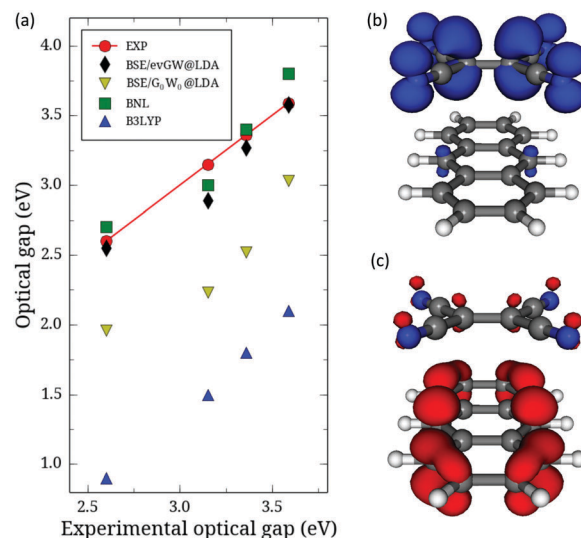 (a)
4.0
3.5
3.0
2.5
2.0
1.5
1.0
Optical gap (eV)
EXP
BSE/evGW@LDA
BSE/G₀W₀@LDA
BNL
B3LYP
2.5
3.0
3.5
Experimental optical gap (eV)
(b)
(c)